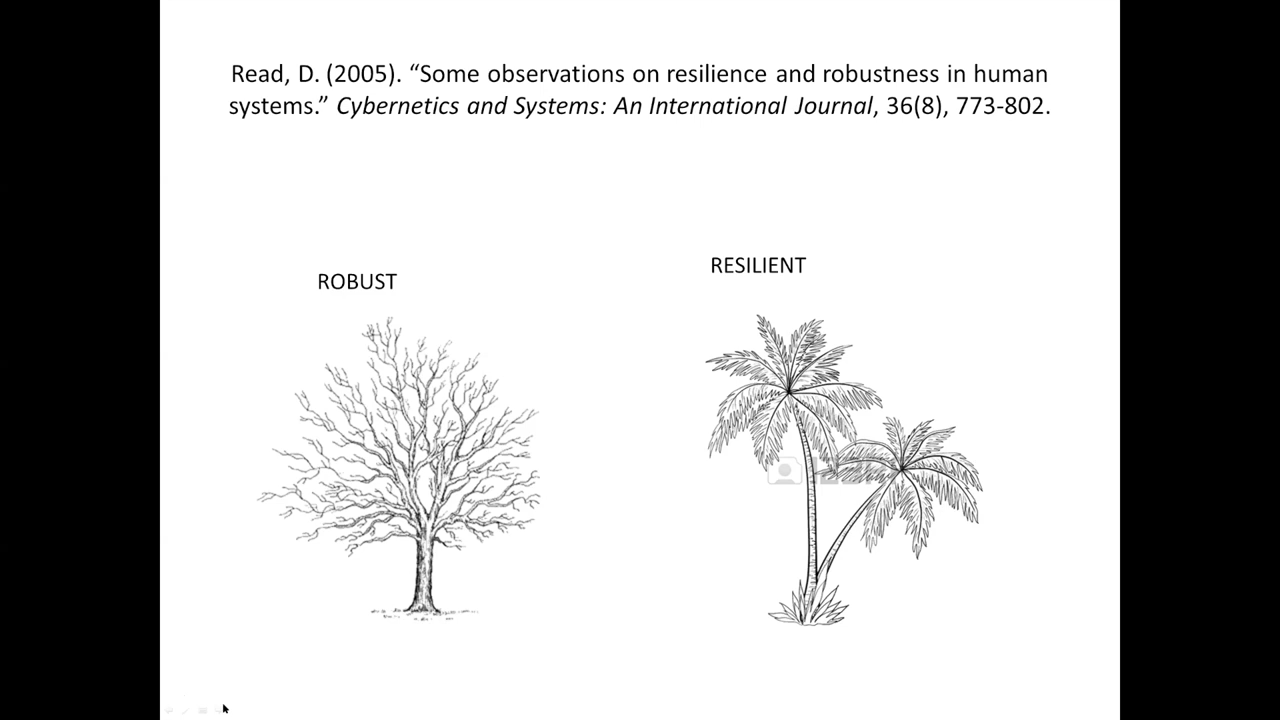 Read, D. (2005). “Some observations on resilience and robustness in human
systems.” Cybernetics and Systems: An International Journal, 36(8), 773-802.
ROBUST
RESILIENT